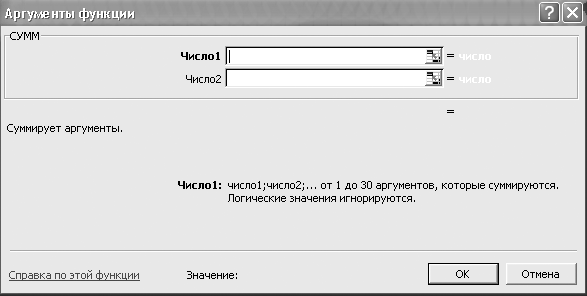 Аргументы функции
СУММ
Число1 = число
Число2 = число
=
Суммирует аргументы.
Число1: число1;число2;... от 1 до 30 аргументов, которые суммируются.
Логические значения игнорируются.
Справка по этой функции Значение: ОК Отмена